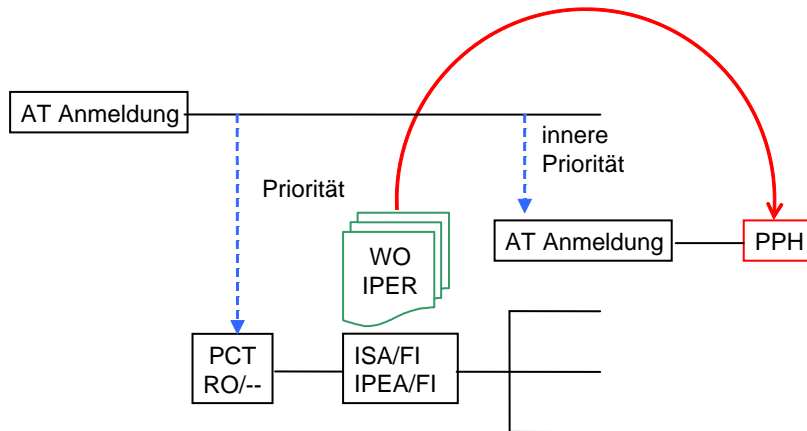 AT Anmeldung
innere
Priorität
Priorität
WO
IPER
AT Anmeldung
PPH
PCT
RO/--
ISA/FI
IPEA/FI